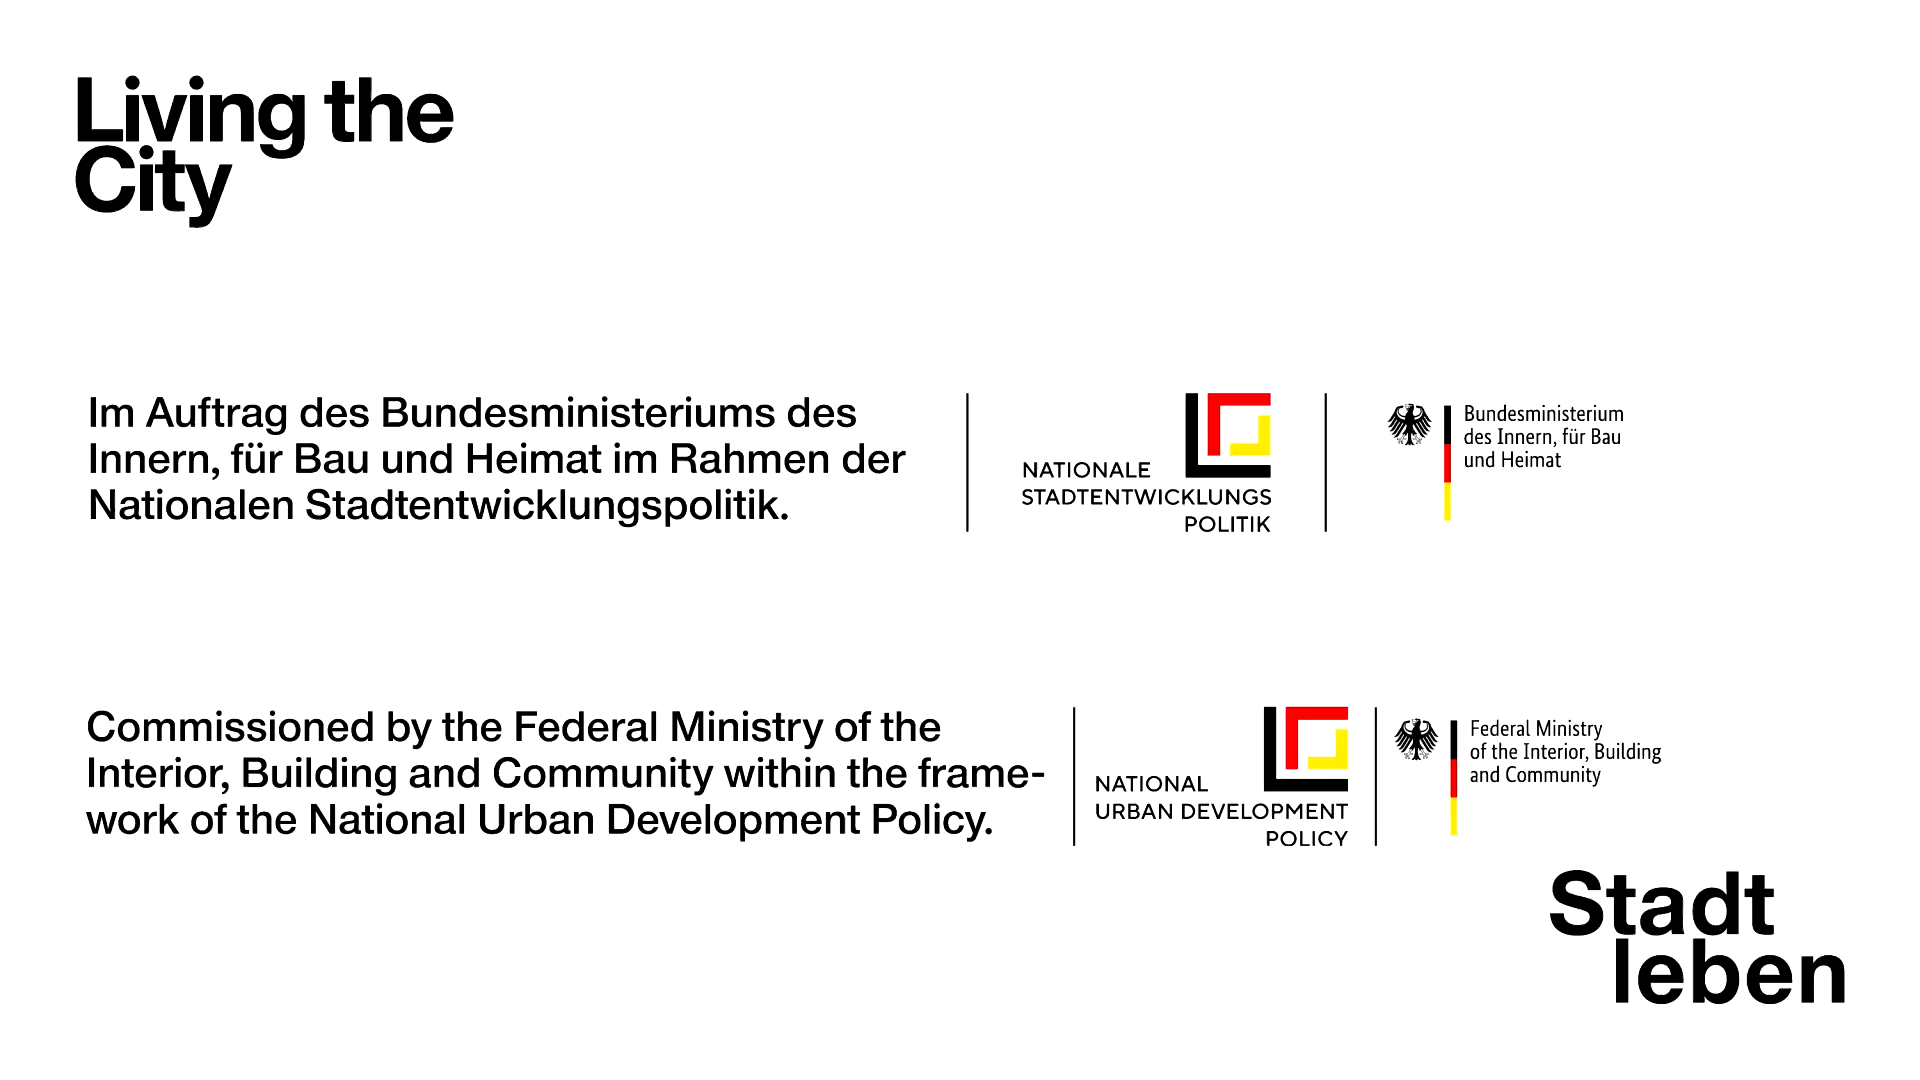 Living the
City
Im Auftrag des Bundesministeriums des
Innern, für Bau und Heimat im Rahmen der
Nationalen Stadtentwicklungspolitik.
NATIONALE
STADTENTWICKLUNGS
POLITIK
Bundesministerium
des Innern, für Bau
und Heimat
Commissioned by the Federal Ministry of the
Interior, Building and Community within the frame-
work of the National Urban Development Policy.
NATIONAL
URBAN DEVELOPMENT
POLICY
Federal Ministry
of the Interior, Building
and Community
Stadt
leben